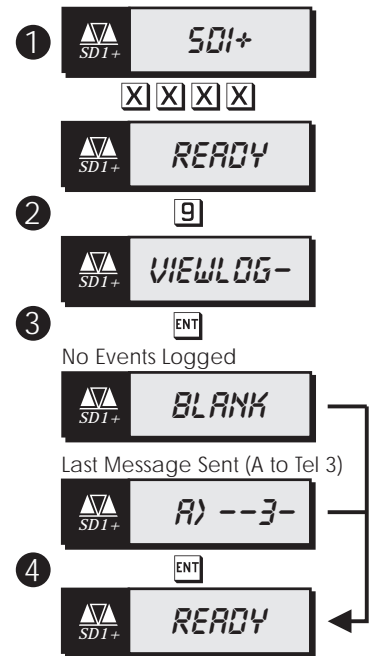 1 SD1+ SD1+
X X X X
SD1+ READY
2 9
SD1+ VIEWLOG-
3 ENT
No Events Logged
SD1+ BLANK
Last Message Sent (A to Tel 3)
SD1+ A) --3-
4 ENT
SD1+ READY